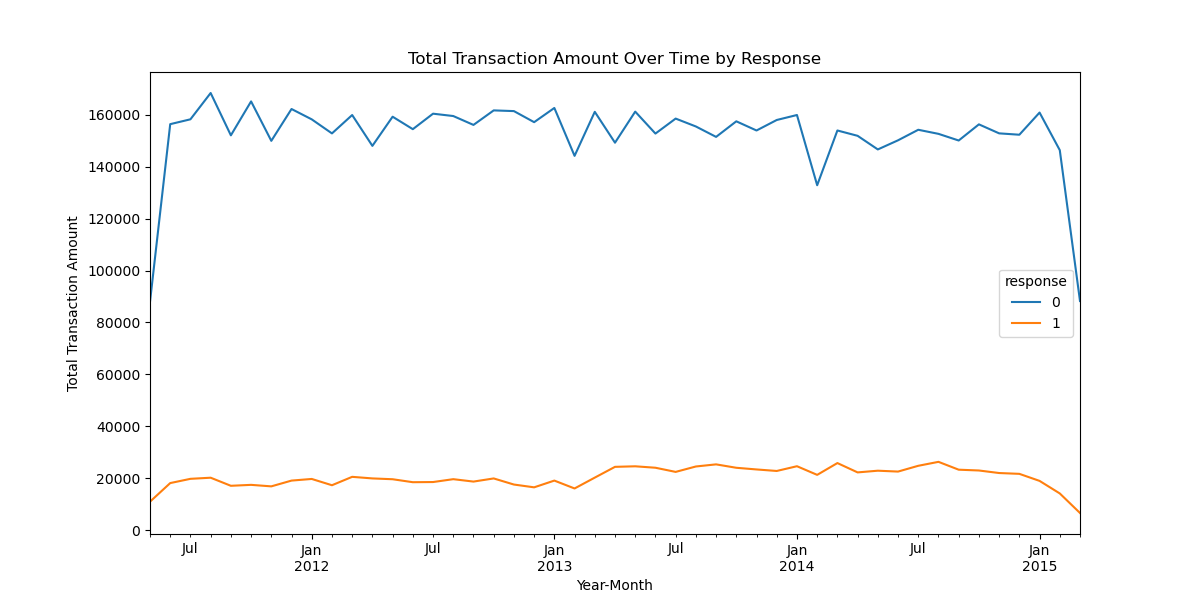 Total Transaction Amount Over Time by Response
Total Transaction Amount
160000
140000
120000
100000
80000
60000
40000
20000
0
response
0
1
Jul
Jan
2012
Jul
Jan
2013
Jul
Jan
2014
Jul
Jan
2015
Year-Month